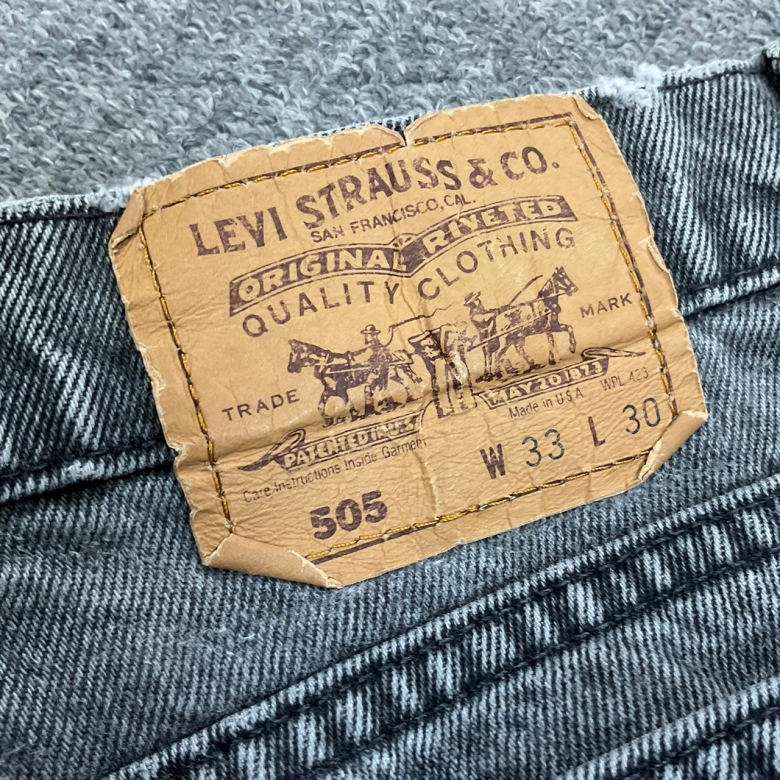 LEVI STRAUSS & CO.
SAN FRANCISCO, CAL.
ORIGINAL RIVETED
QUALITY CLOTHING
TRADE MARK
PATENTED IN U.S. MAY 20 1873
Made in U.S.A WPL 423
Care Instructions Inside Garment
505 W 33 L 30